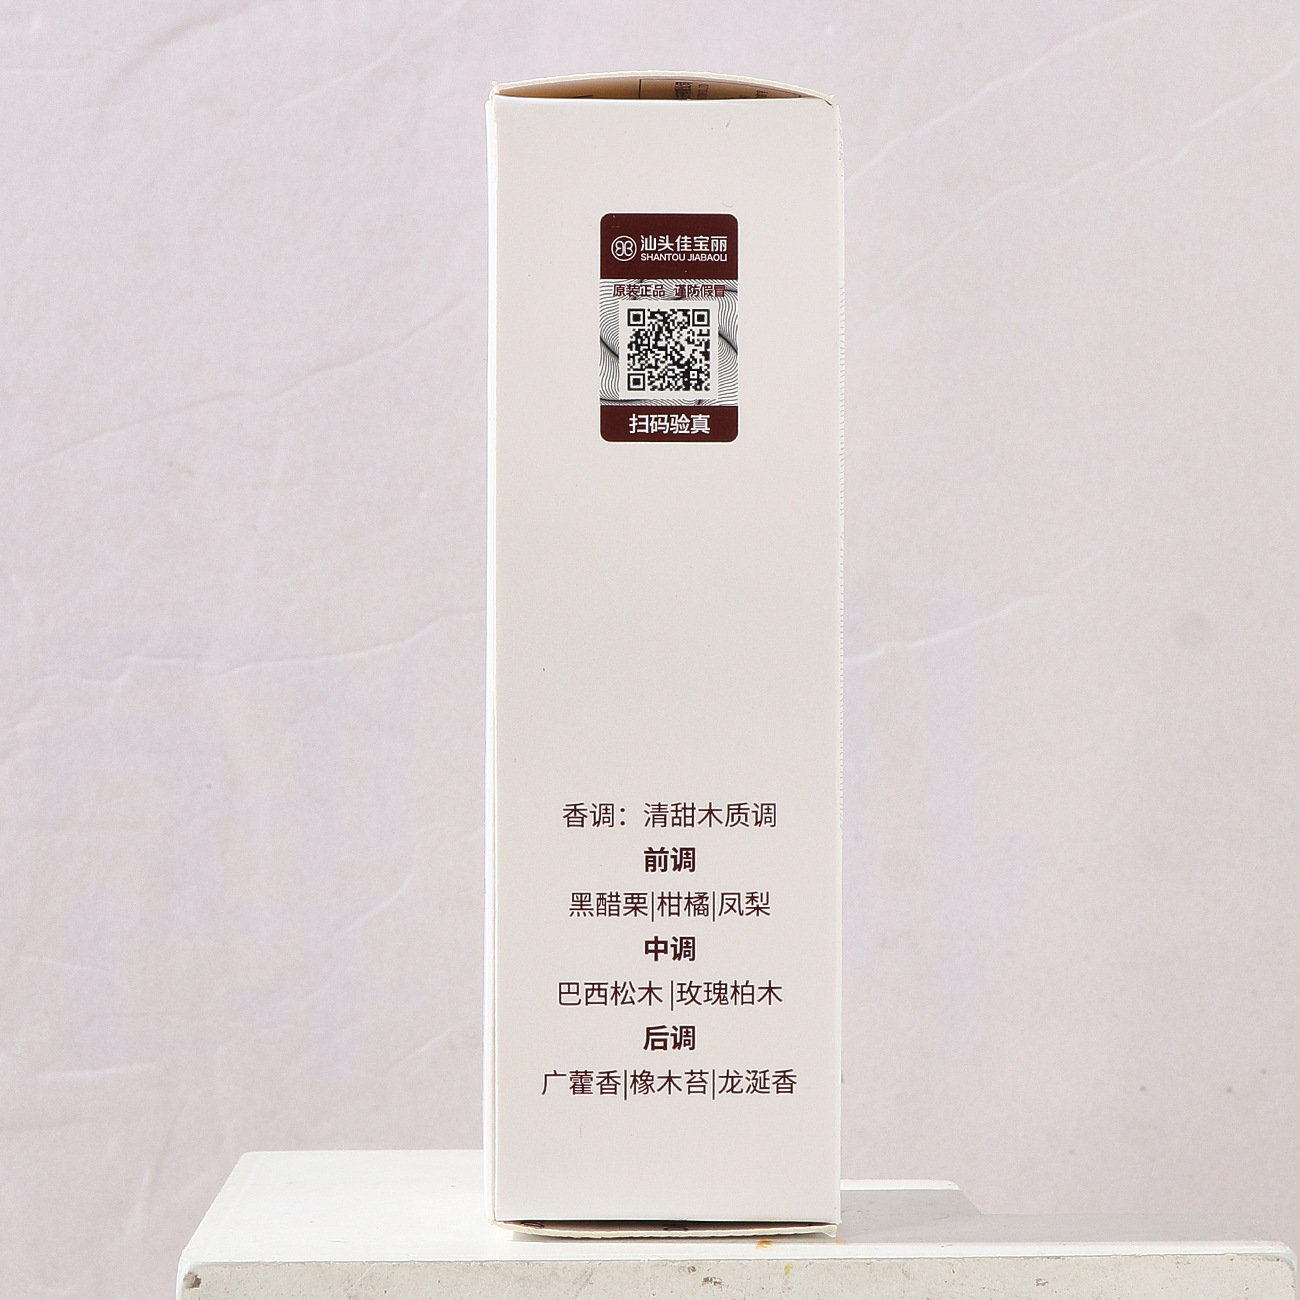 汕头佳宝丽
SHANTOU JIABAOLI
原装正品 谨防假冒
扫码验真
香调：清甜木质调
前调
黑醋栗|柑橘|凤梨
中调
巴西松木|玫瑰柏木
后调
广藿香|橡木苔|龙涎香